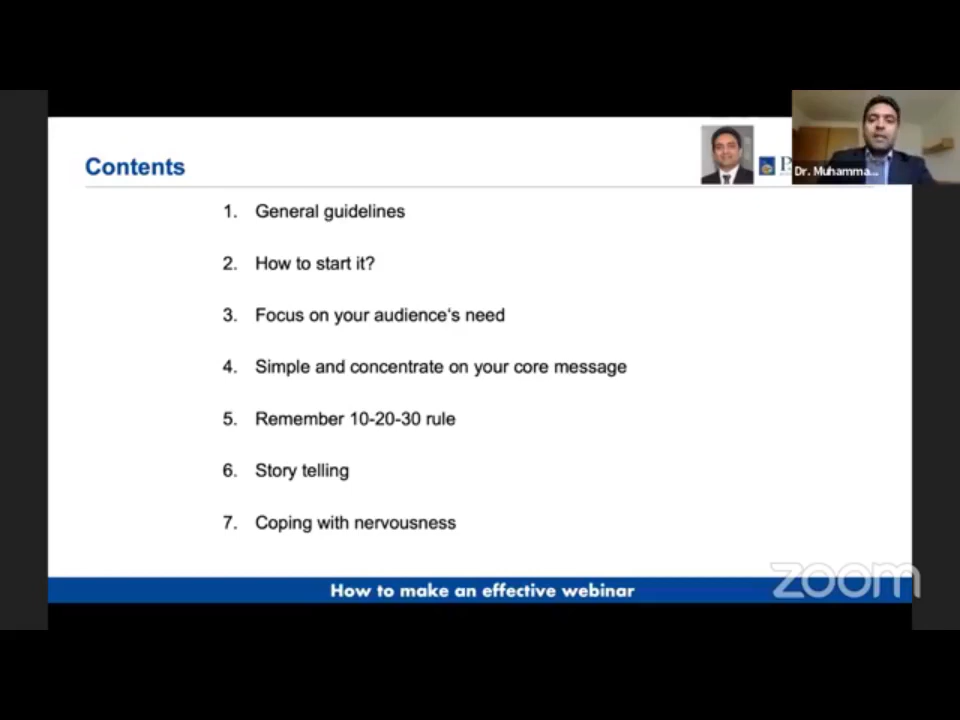 Contents
Dr. Muhamma...
1. General guidelines
2. How to start it?
3. Focus on your audience's need
4. Simple and concentrate on your core message
5. Remember 10-20-30 rule
6. Story telling
7. Coping with nervousness
How to make an effective webinar
zoom